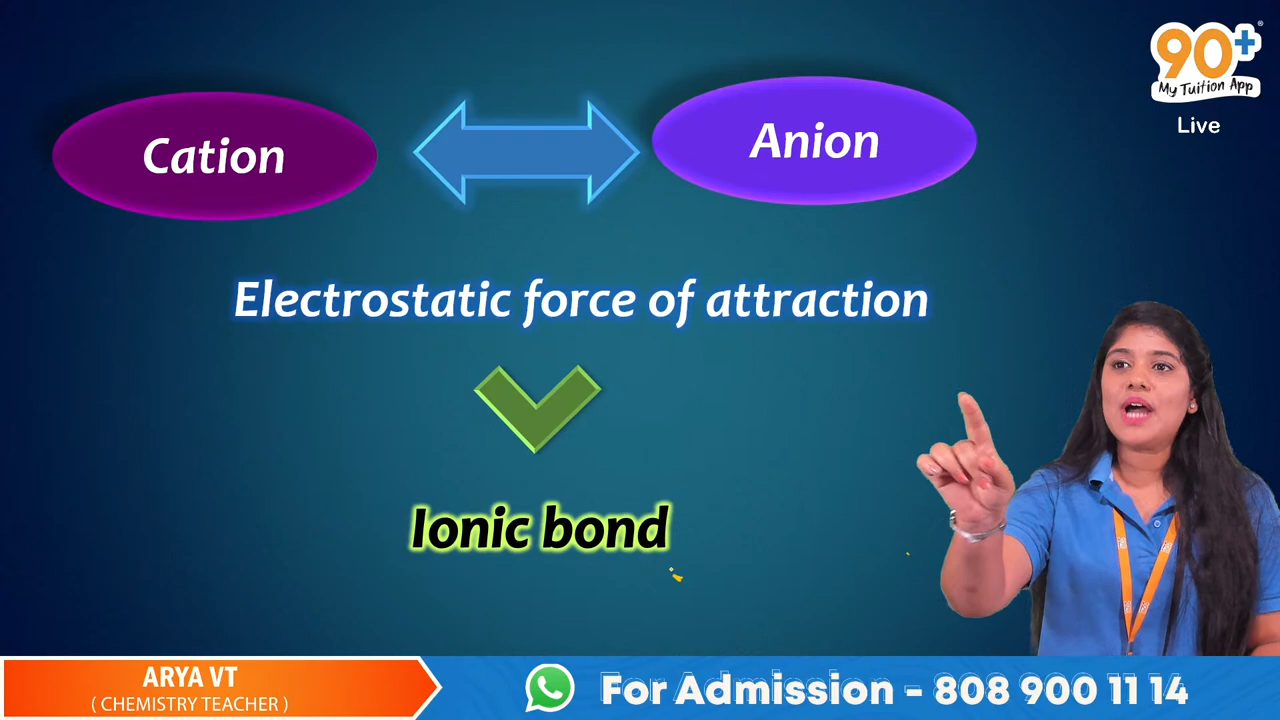 90+
My Tuition App
Live
Cation
Anion
Electrostatic force of attraction
Ionic bond
ARYA VT
( CHEMISTRY TEACHER )
For Admission - 808 900 11 14